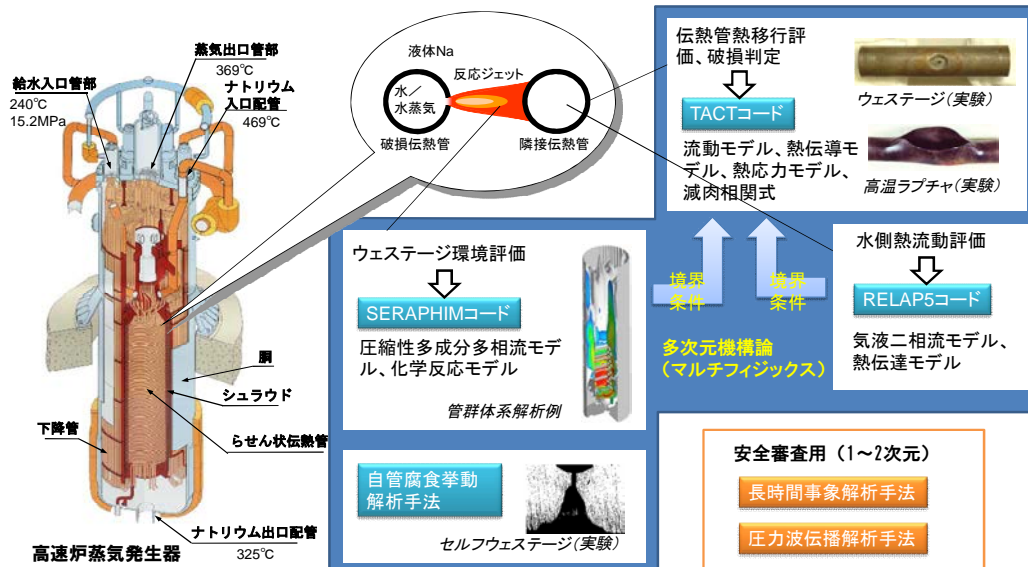 蒸気出口管部
369℃
給水入口管部
240℃
15.2MPa
ナトリウム
入口配管
469℃
胴
シュラウド
下降管
らせん状伝熱管
ナトリウム出口配管
325℃
高速炉蒸気発生器
液体Na
反応ジェット
水／
水蒸気
破損伝熱管
隣接伝熱管
伝熱管熱移行評
価、破損判定
TACTコード
流動モデル、熱伝導モ
デル、熱応力モデル、
減肉相関式
ウェステージ(実験)
高温ラプチャ(実験)
ウェステージ環境評価
SERAPHIMコード
圧縮性多成分多相流モデ
ル、化学反応モデル
管群体系解析例
境界
条件
境界
条件
多次元機構論
(マルチフィジックス)
水側熱流動評価
RELAP5コード
気液二相流モデル、
熱伝達モデル
自管腐食挙動
解析手法
セルフウェステージ(実験)
安全審査用（1～2次元）
長時間事象解析手法
圧力波伝播解析手法